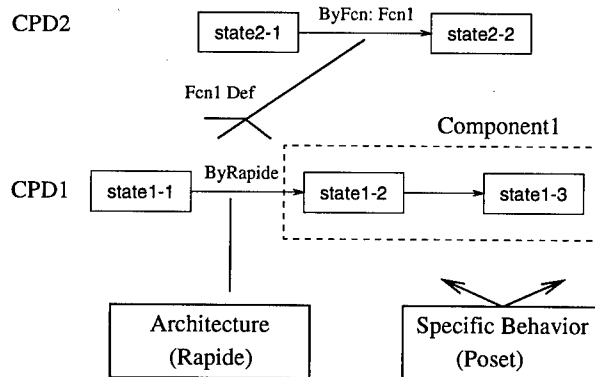 CPD2
state2-1
ByFcn: Fcn1
state2-2
Fcn1 Def
Component1
CPD1
state1-1
ByRapide
state1-2
state1-3
Architecture
(Rapide)
Specific Behavior
(Poset)